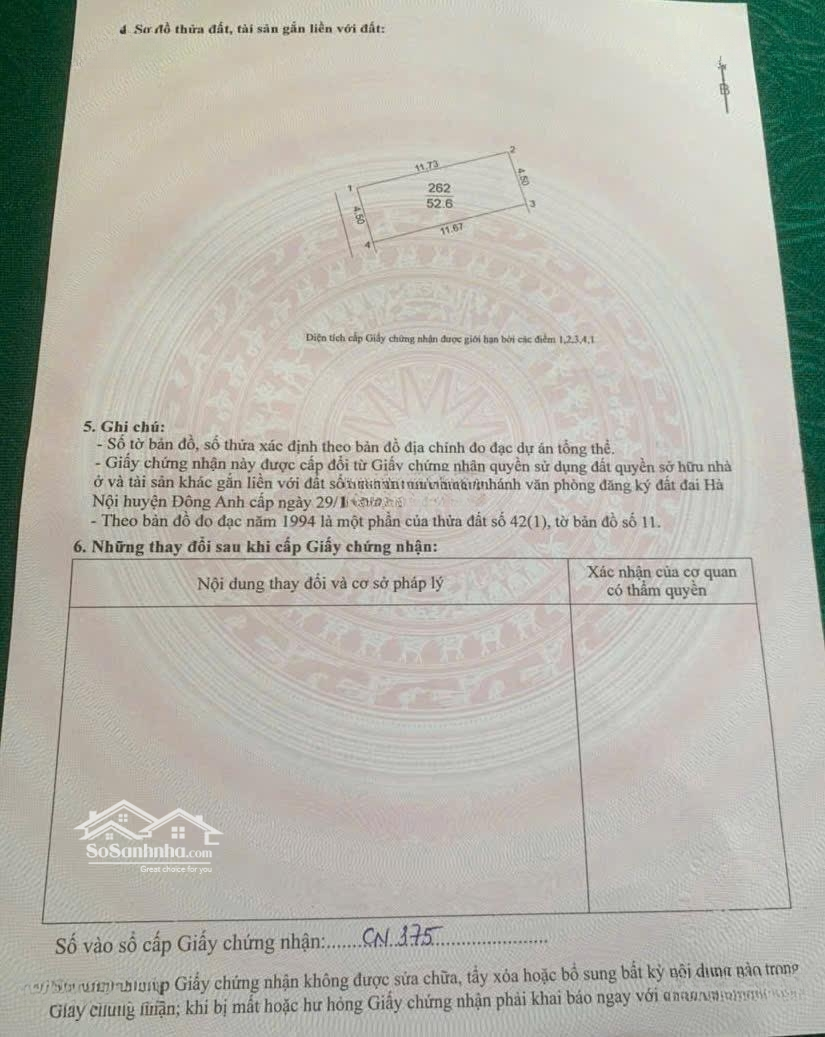 4 Sơ đồ thửa đất, tài sản gắn liền với đất:
B
11.73
2
1
262
4.50
52.6
4.50
3
11.67
4
Diện tích cấp Giấy chứng nhận được giới hạn bởi các điểm 1,2,3,4,1
5. Ghi chú:
- Số tờ bản đồ, số thửa xác định theo bản đồ địa chính đo đạc dự án tổng thể.
- Giấy chứng nhận này được cấp đổi từ Giấy chứng nhận quyền sử dụng đất quyền sở hữu nhà
ở và tài sản khác gắn liền với đất số nhánh văn phòng đăng ký đất đai Hà
Nội huyện Đông Anh cấp ngày 29/1
- Theo bản đồ đo đạc năm 1994 là một phần của thửa đất số 42(1), tờ bản đồ số 11.
6. Những thay đổi sau khi cấp Giấy chứng nhận:
Nội dung thay đổi và cơ sở pháp lý
Xác nhận của cơ quan
có thẩm quyền
SoSanhnha.com
Great choice for you
Số vào sổ cấp Giấy chứng nhận:.......CN.375........................
Giấy chứng nhận không được sửa chữa, tẩy xóa hoặc bổ sung bất kỳ nội dung nào trong
Giấy chứng nhận; khi bị mất hoặc hư hỏng Giấy chứng nhận phải khai báo ngay với